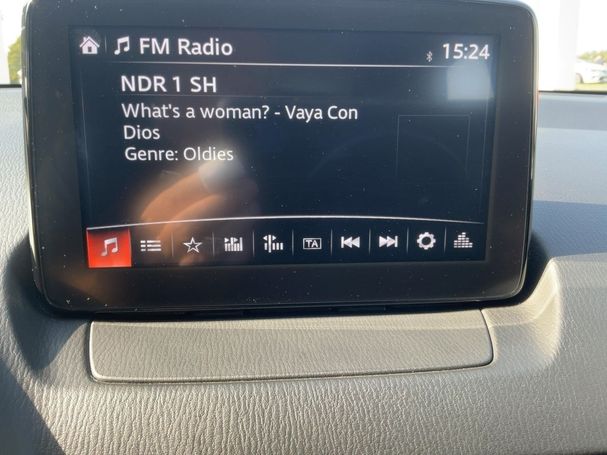 FM Radio
15:24
NDR 1 SH
What's a woman? - Vaya Con
Dios
Genre: Oldies
TA